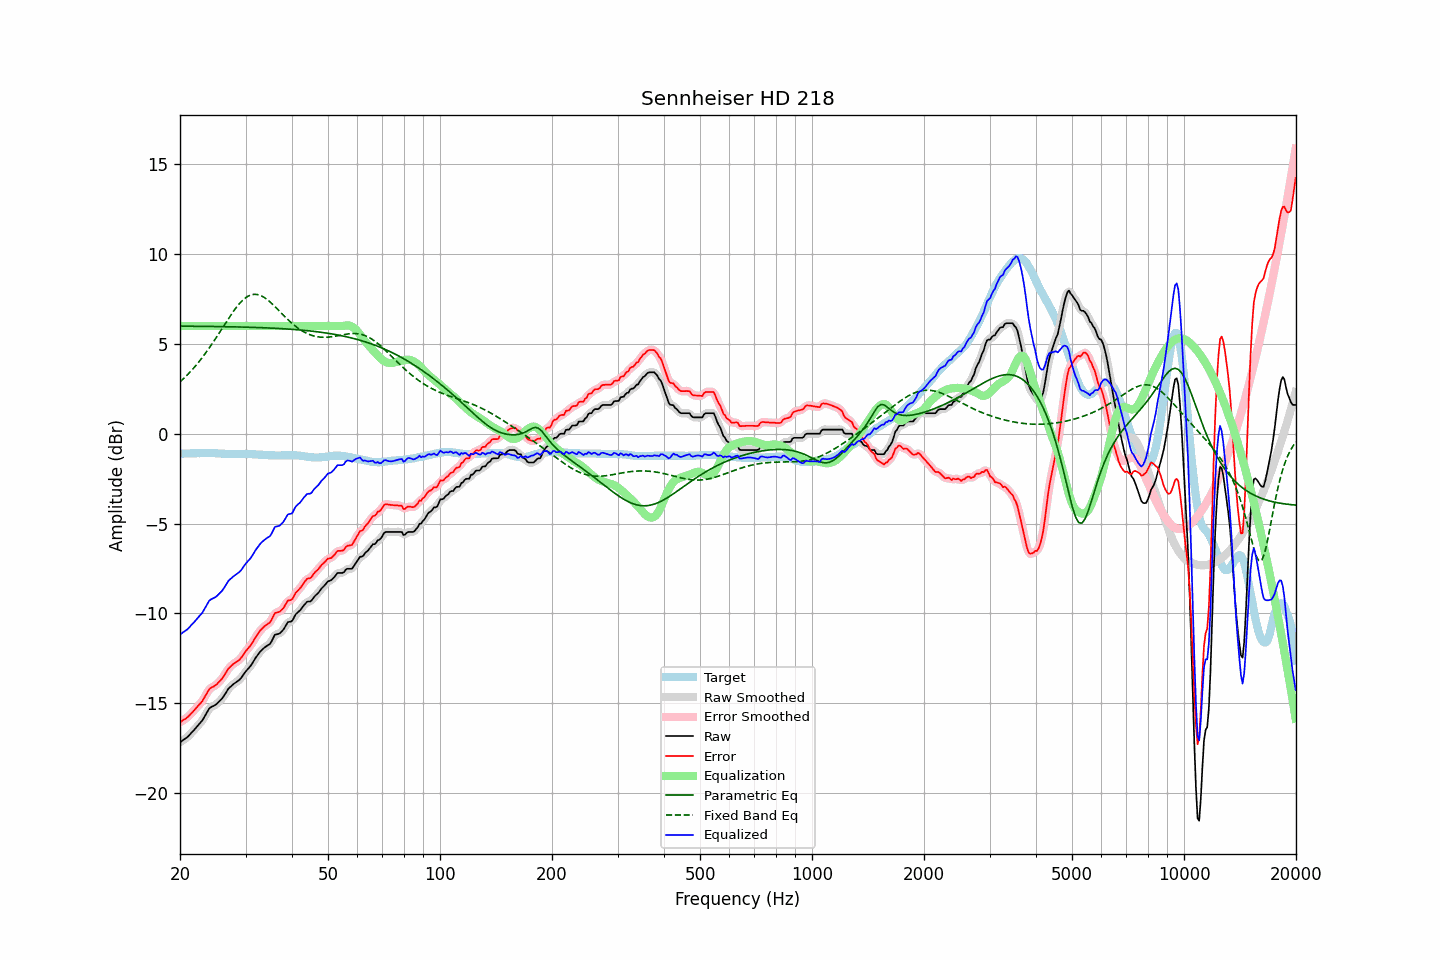 Sennheiser HD 218
Amplitude (dBr)
15
10
5
0
−5
−10
−15
−20
Target
Raw Smoothed
Error Smoothed
Raw
Error
Equalization
Parametric Eq
Fixed Band Eq
Equalized
20 50 100 200 500 1000 2000 5000 10000 20000
Frequency (Hz)